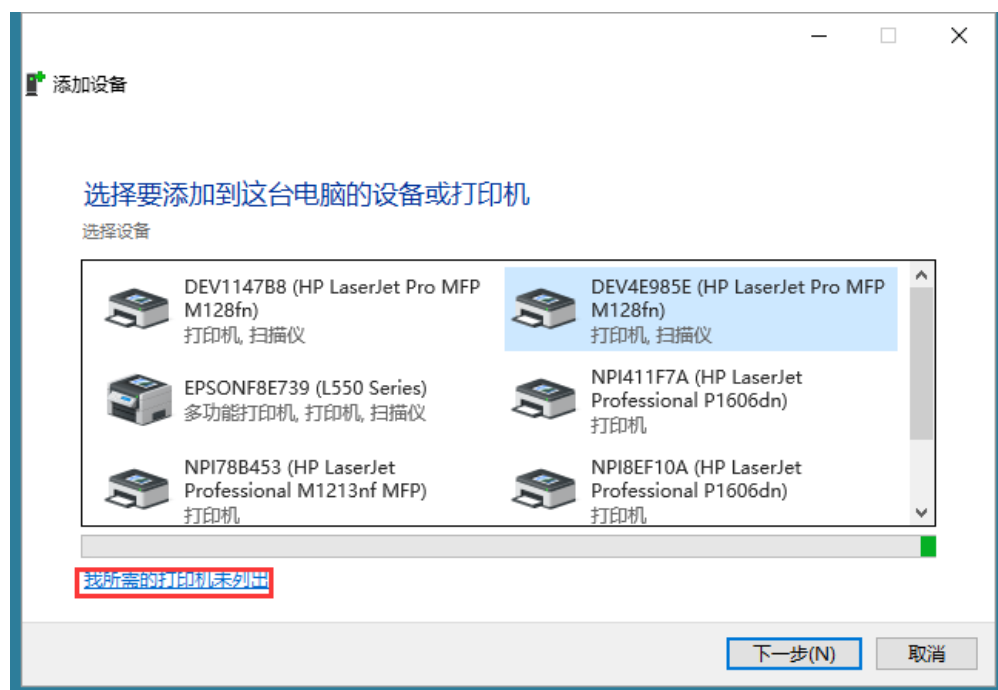 添加设备
选择要添加到这台电脑的设备或打印机
选择设备
DEV1147B8 (HP LaserJet Pro MFP
M128fn)
打印机, 扫描仪
DEV4E985E (HP LaserJet Pro MFP
M128fn)
打印机, 扫描仪
EPSONF8E739 (L550 Series)
多功能打印机, 打印机, 扫描仪
NPI411F7A (HP LaserJet
Professional P1606dn)
打印机
NPI78B453 (HP LaserJet
Professional M1213nf MFP)
打印机
NPI8EF10A (HP LaserJet
Professional P1606dn)
打印机
我所需的打印机未列出
下一步(N)
取消